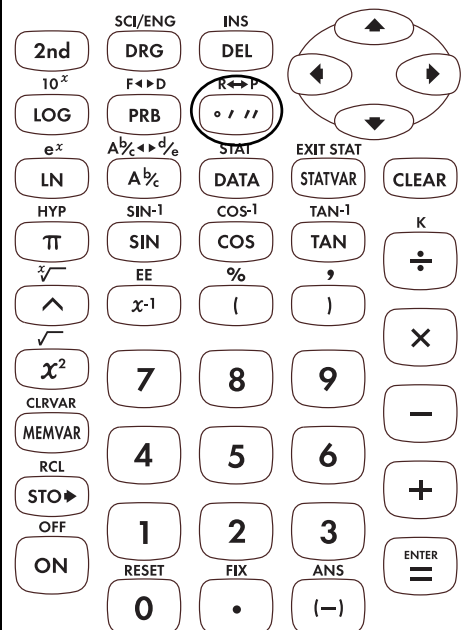 SCI/ENG INS
2nd DRG DEL
10ˣ F◂▸D R↔P
LOG PRB ° ′ ″
eˣ Ab/c◂▸d/e STAT EXIT STAT
LN Ab/c DATA STATVAR CLEAR
HYP SIN-1 COS-1 TAN-1 K
π SIN COS TAN ÷
ˣ√ EE % ,
^ x-1 ( ) ×
√
x² 7 8 9 −
CLRVAR
MEMVAR 4 5 6
RCL
STO▸ +
OFF 1 2 3
ON ENTER
RESET FIX ANS =
0 . (−)